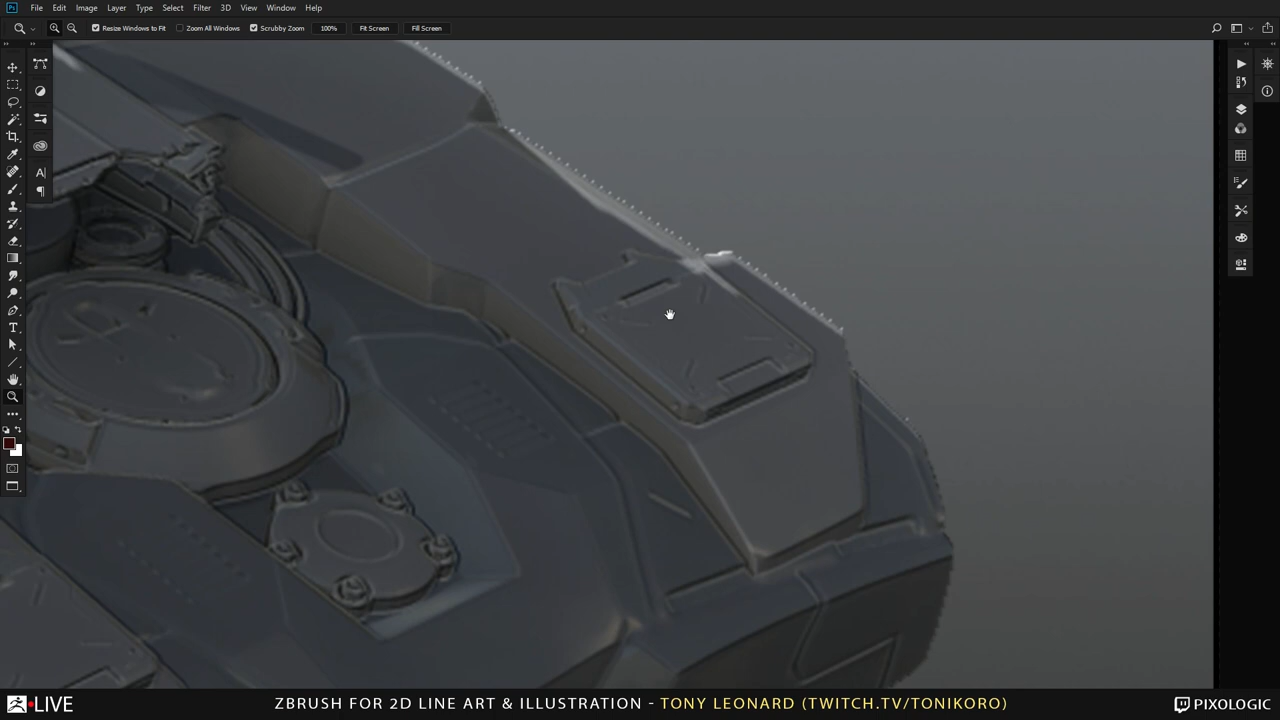 Ps File Edit Image Layer Type Select Filter 3D View Window Help
Resize Windows to Fit Zoom All Windows Scrubby Zoom 100% Fit Screen Fill Screen
LIVE ZBRUSH FOR 2D LINE ART & ILLUSTRATION - TONY LEONARD (TWITCH.TV/TONIKORO) PIXOLOGIC